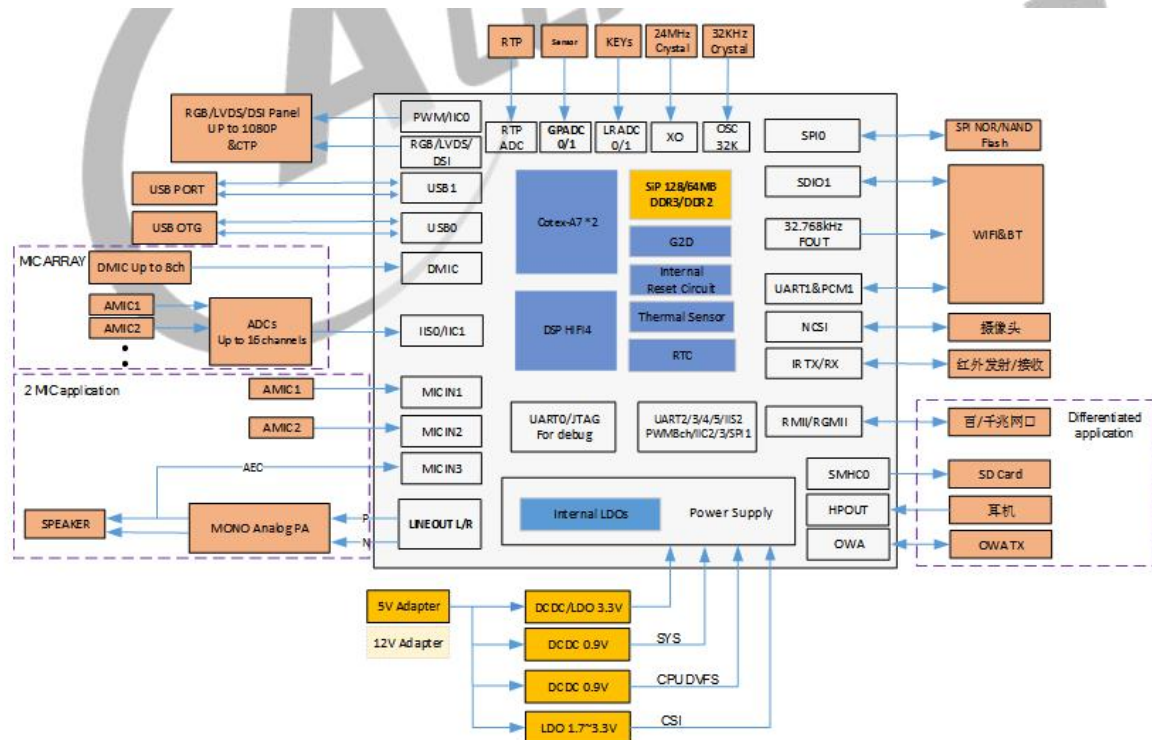 RTP
Sensor
KEYs
24MHz
Crystal
32KHz
Crystal
RGB/LVDS/DSI Panel
UP to 1080P
&CTP
PWM/IIC0
RGB/LVDS/
DSI
RTP
ADC
GPADC
0/1
LRADC
0/1
XO
OSC
32K
SPI0
SPI NOR/NAND
Flash
USB PORT
USB1
Cotex-A7 *2
SiP 128/64MB
DDR3/DDR2
SDIO1
WIFI&BT
USB OTG
USB0
G2D
32.768kHz
FOUT
MIC ARRAY
DMIC Up to 8ch
DMIC
Internal
Reset Circuit
UART1&PCM1
AMIC1
AMIC2
ADCs
Up to 16 channels
IIS0/IIC1
DSP HIFI4
Thermal Sensor
NCSI
摄像头
RTC
IR TX/RX
红外发射/接收
2 MIC application
AMIC1
MICIN1
AMIC2
MICIN2
UART0/JTAG
For debug
UART2/3/4/5/IIS2
PWM8ch/IIC2/3/SPI1
RMII/RGMII
百/千兆网口
Differentiated
application
AEC
MICIN3
SMHC0
SD Card
SPEAKER
MONO Analog PA
P
N
LINEOUT L/R
Internal LDOs
Power Supply
HPOUT
耳机
OWA
OWA TX
5V Adapter
DCDC/LDO 3.3V
12V Adapter
DCDC 0.9V
SYS
DCDC 0.9V
CPU DVFS
LDO 1.7~3.3V
CSI